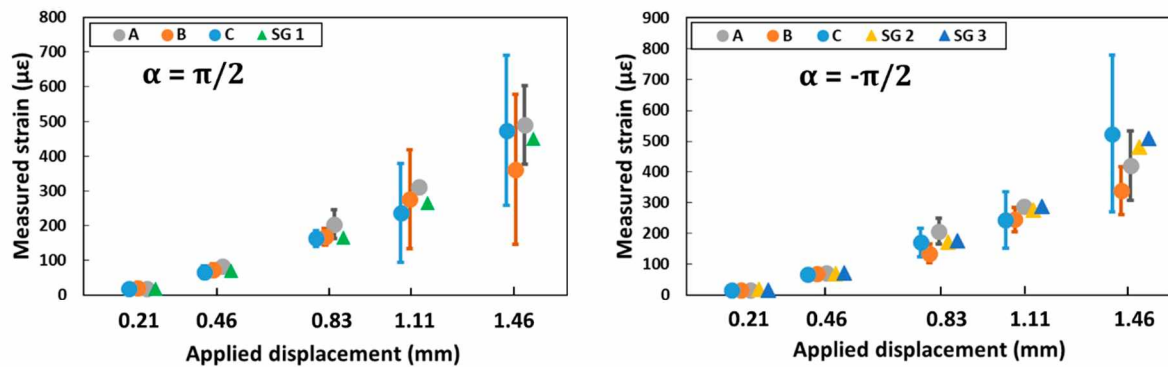 800
700
600
500
400
300
200
100
0
Measured strain (με)
A B C SG 1
α = π/2
0.21 0.46 0.83 1.11 1.46
Applied displacement (mm)
900
800
700
600
500
400
300
200
100
0
Measured strain (με)
A B C SG 2 SG 3
α = -π/2
0.21 0.46 0.83 1.11 1.46
Applied displacement (mm)